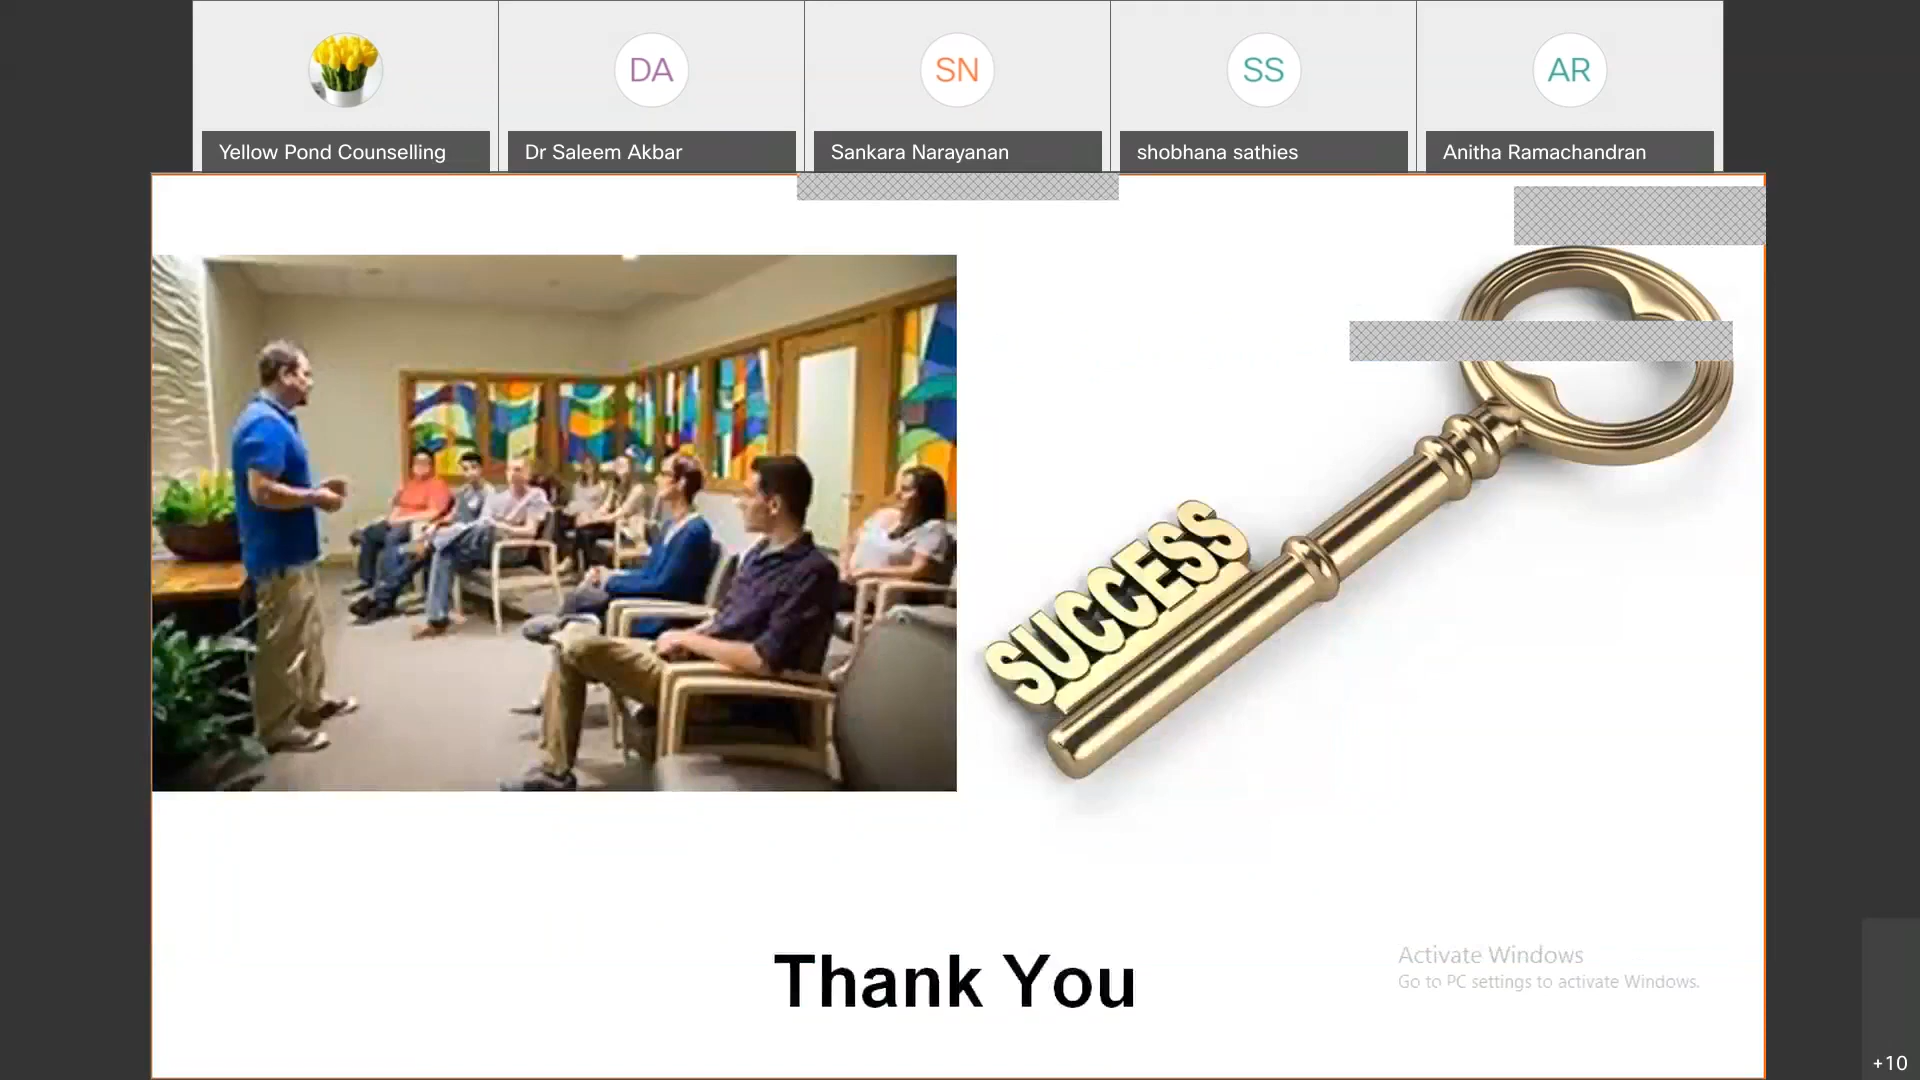 DA
SN
SS
AR
Yellow Pond Counselling
Dr Saleem Akbar
Sankara Narayanan
shobhana sathies
Anitha Ramachandran
SUCCESS
Thank You
Activate Windows
Go to PC settings to activate Windows.
+10